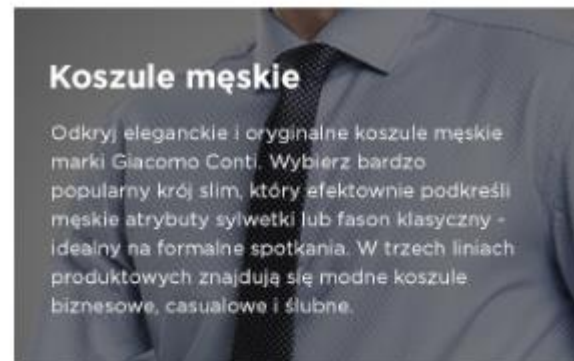 Koszule męskie
Odkryj eleganckie i oryginalne koszule męskie
marki Giacomo Conti. Wybierz bardzo
popularny krój slim, który efektownie podkreśli
męskie atrybuty sylwetki lub fason klasyczny -
idealny na formalne spotkania. W trzech liniach
produktowych znajdują się modne koszule
biznesowe, casualowe i ślubne.